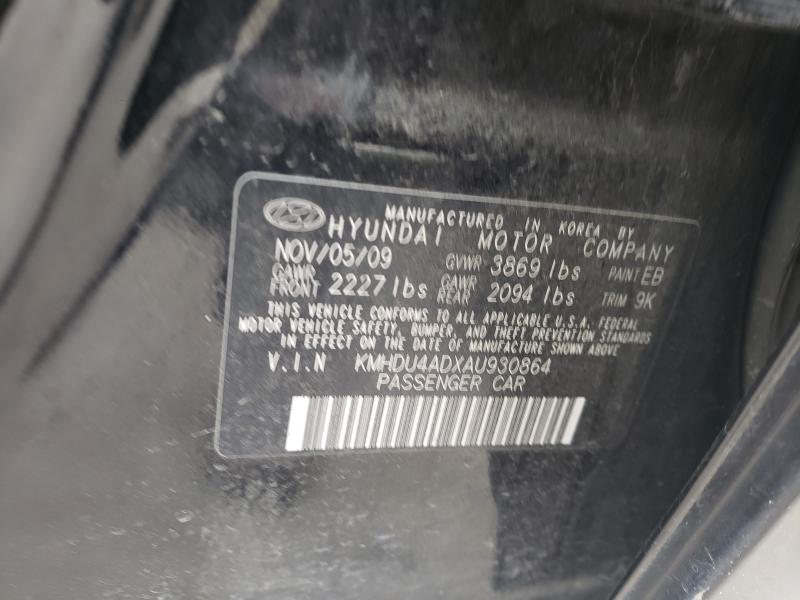 MANUFACTURED IN KOREA BY
HYUNDAI MOTOR COMPANY
NOV/05/09 GVWR 3869 lbs PAINT EB
GAWR FRONT 2227 lbs GAWR REAR 2094 lbs TRIM 9K
THIS VEHICLE CONFORMS TO ALL APPLICABLE U.S.A. FEDERAL
MOTOR VEHICLE SAFETY, BUMPER, AND THEFT PREVENTION STANDARDS
IN EFFECT ON THE DATE OF MANUFACTURE SHOWN ABOVE
V.I.N KMHDU4ADXAU930864
PASSENGER CAR